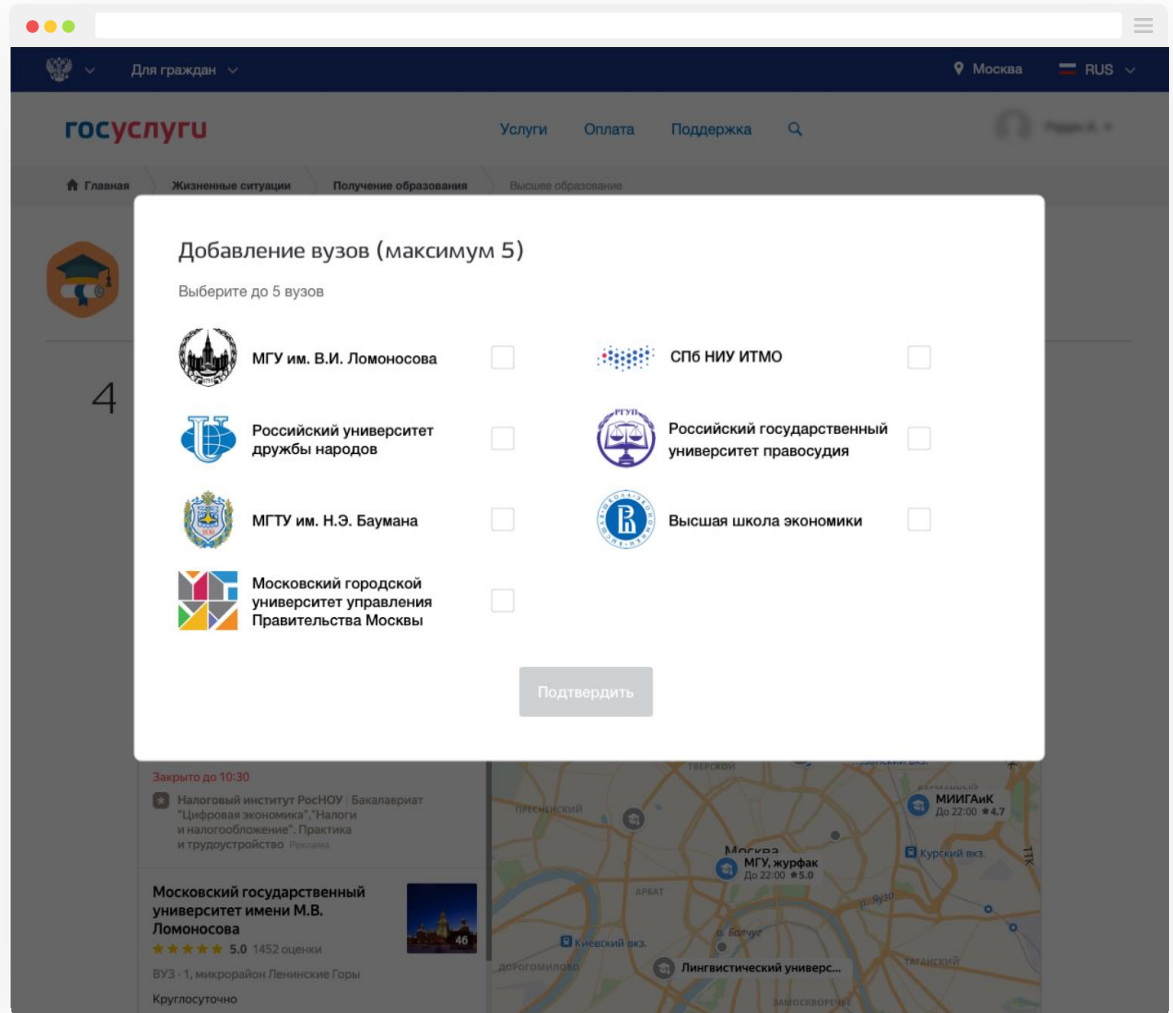 Для граждан
Москва
RUS
госуслуги
Услуги
Оплата
Поддержка
Главная
Жизненные ситуации
Получение образования
Высшее образование
4
Добавление вузов (максимум 5)
Выберите до 5 вузов
МГУ им. В.И. Ломоносова
СПб НИУ ИТМО
Российский университет
дружбы народов
РГУП
Российский государственный
университет правосудия
МГТУ им. Н.Э. Баумана
Высшая школа экономики
Московский городской
университет управления
Правительства Москвы
Подтвердить
Закрыто до 10:30
Налоговый институт РосНОУ | Бакалавриат
"Цифровая экономика","Налоги
и налогообложение". Практика
и трудоустройство Реклама
Московский государственный
университет имени М.В.
Ломоносова
5.0 1452 оценки
46
ВУЗ · 1, микрорайон Ленинские Горы
Круглосуточно
ТВЕРСКОЙ
ПРЕСНЕНСКИЙ
МИИГАиК
До 22:00 ★4.7
Москва
МГУ, журфак
До 22:00 ★5.0
Курский вкз.
ТТК
АРБАТ
р. Яуза
о. Балчуг
Киевский вкз.
ДОРОГОМИЛОВО
Лингвистический универс...
ТАГАНСКИЙ
ЗАМОСКВОРЕЧЬЕ